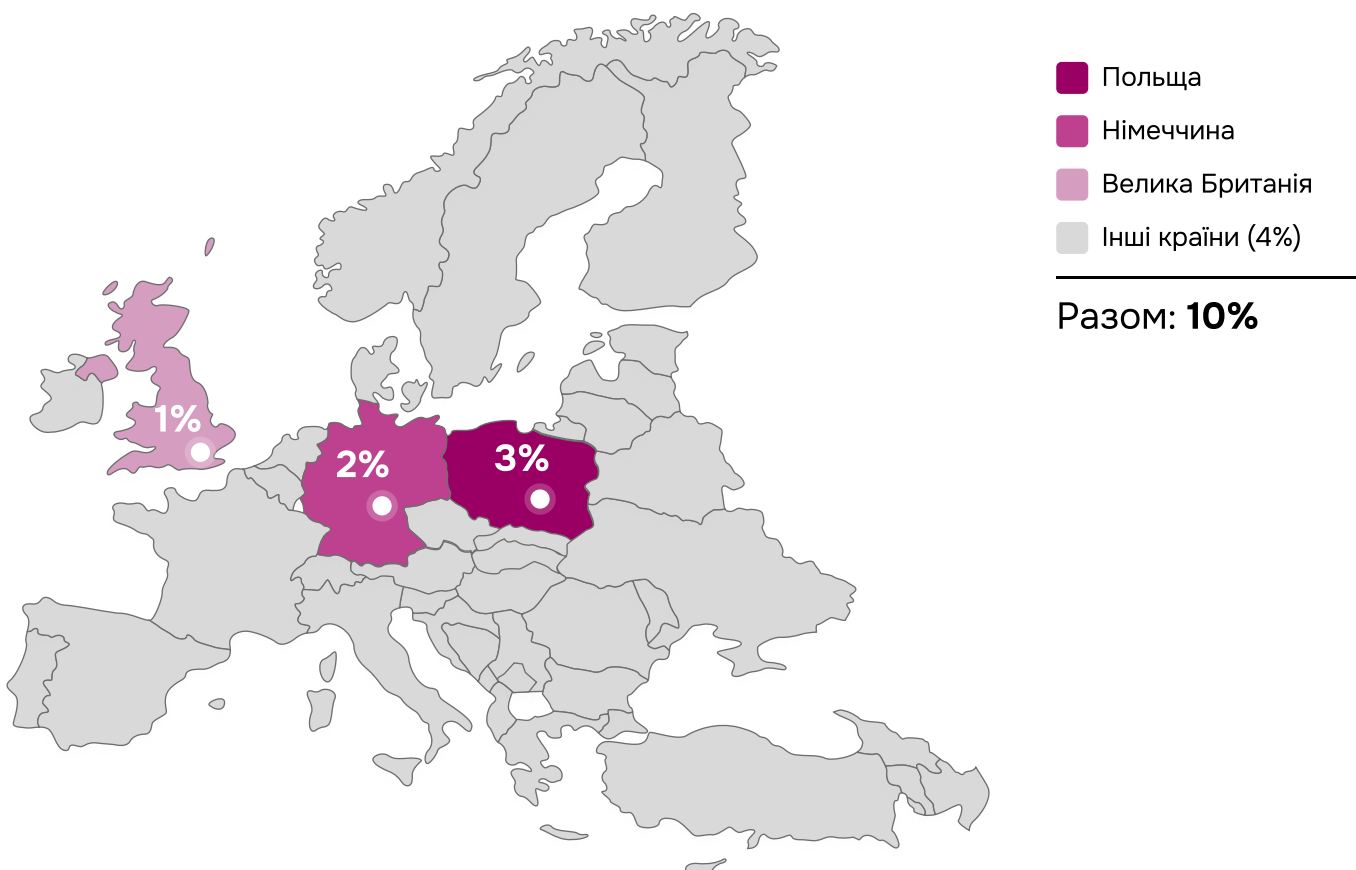 Польща
Німеччина
Велика Британія
Інші країни (4%)
Разом: 10%
1%
2%
3%